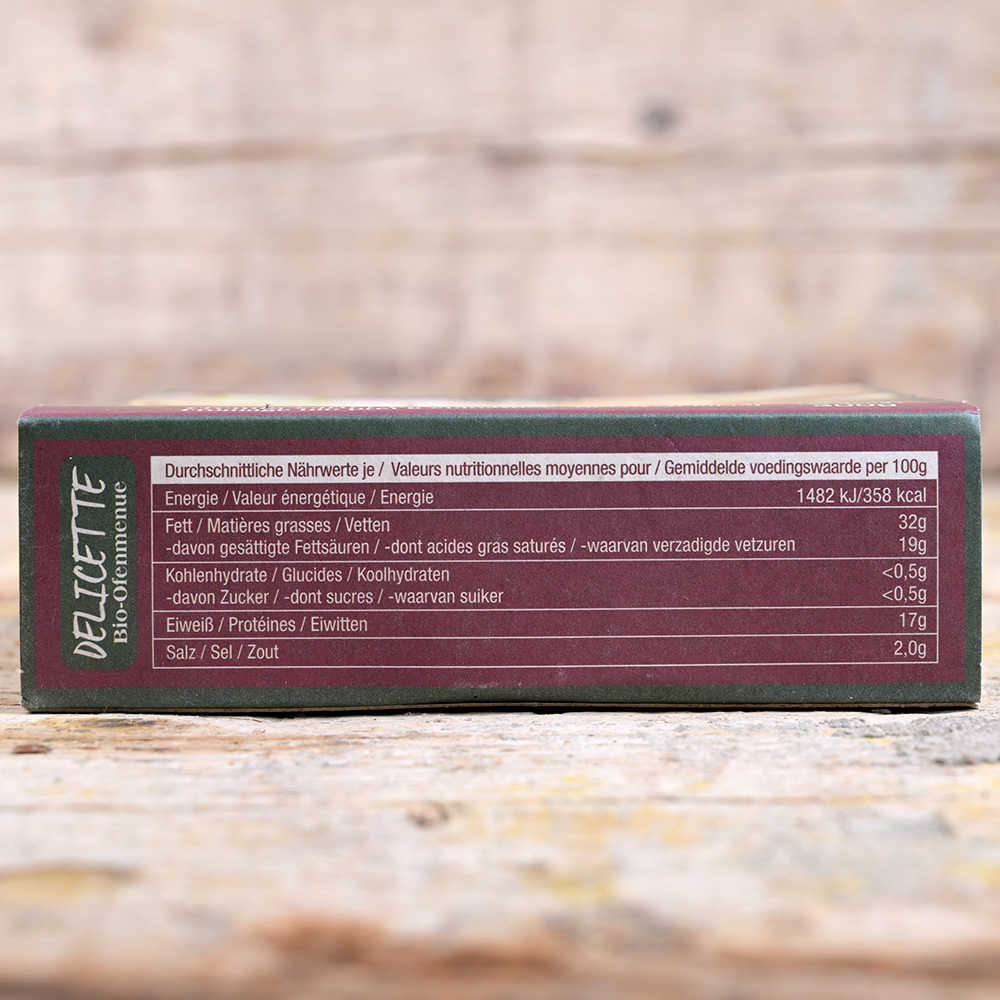 DELICETTE
Bio-Ofenmenue
Durchschnittliche Nährwerte je / Valeurs nutritionnelles moyennes pour / Gemiddelde voedingswaarde per 100g
Energie / Valeur énergétique / Energie 1482 kJ/358 kcal
Fett / Matières grasses / Vetten 32g
-davon gesättigte Fettsäuren / -dont acides gras saturés / -waarvan verzadigde vetzuren 19g
Kohlenhydrate / Glucides / Koolhydraten <0,5g
-davon Zucker / -dont sucres / -waarvan suiker <0,5g
Eiweiß / Protéines / Eiwitten 17g
Salz / Sel / Zout 2,0g